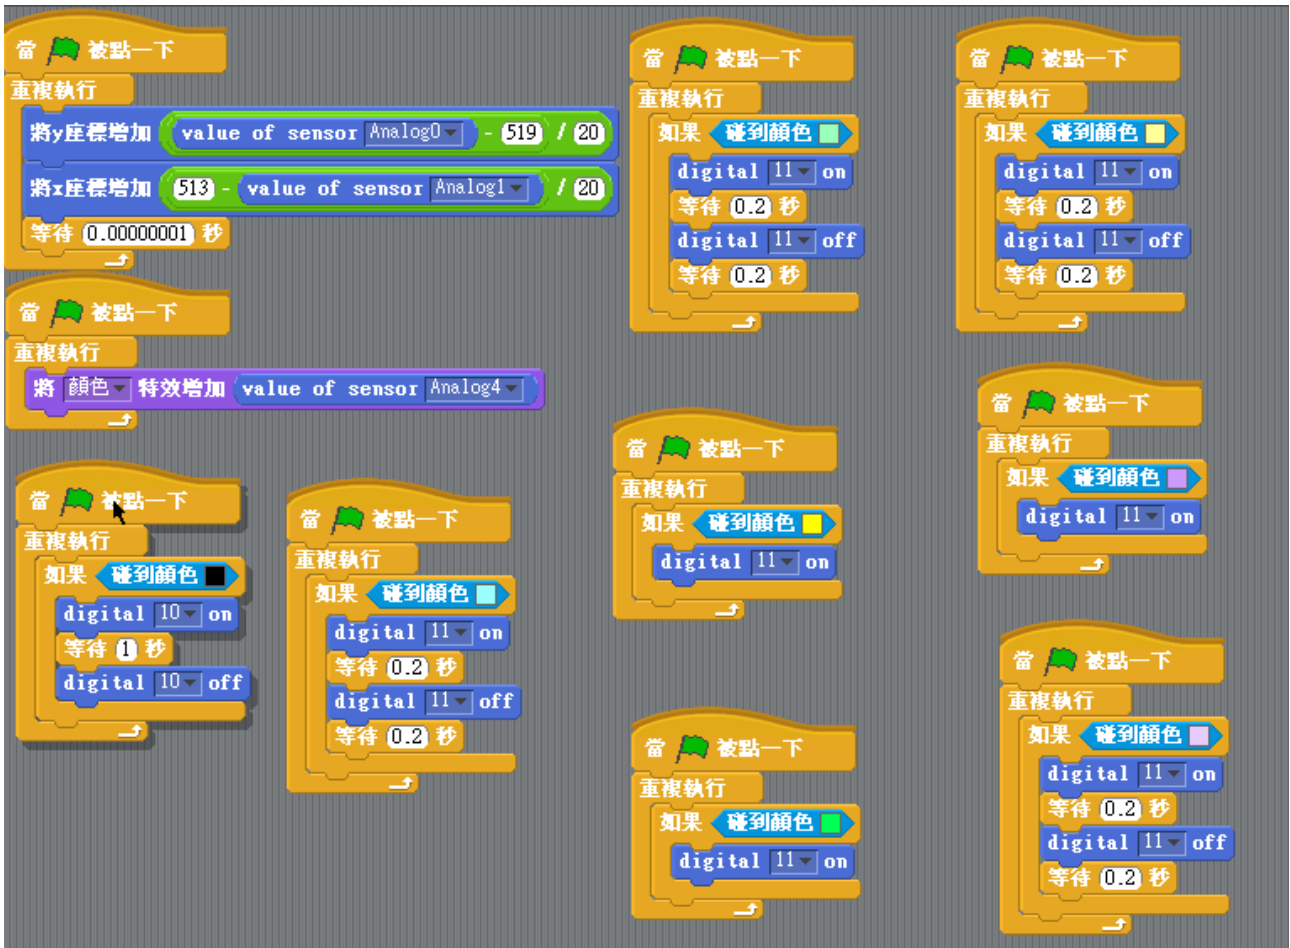 當 被點一下
重複執行
將y座標增加 value of sensor Analog0 - 519 / 20
將x座標增加 513 - value of sensor Analog1 / 20
等待 0.00000001 秒
當 被點一下
重複執行
將 顏色 特效增加 value of sensor Analog4
當 被點一下
重複執行
如果 碰到顏色
digital 10 on
等待 1 秒
digital 10 off
當 被點一下
重複執行
如果 碰到顏色
digital 11 on
等待 0.2 秒
digital 11 off
等待 0.2 秒
當 被點一下
重複執行
如果 碰到顏色
digital 11 on
等待 0.2 秒
digital 11 off
等待 0.2 秒
當 被點一下
重複執行
如果 碰到顏色
digital 11 on
當 被點一下
重複執行
如果 碰到顏色
digital 11 on
當 被點一下
重複執行
如果 碰到顏色
digital 11 on
等待 0.2 秒
digital 11 off
等待 0.2 秒
當 被點一下
重複執行
如果 碰到顏色
digital 11 on
當 被點一下
重複執行
如果 碰到顏色
digital 11 on
等待 0.2 秒
digital 11 off
等待 0.2 秒